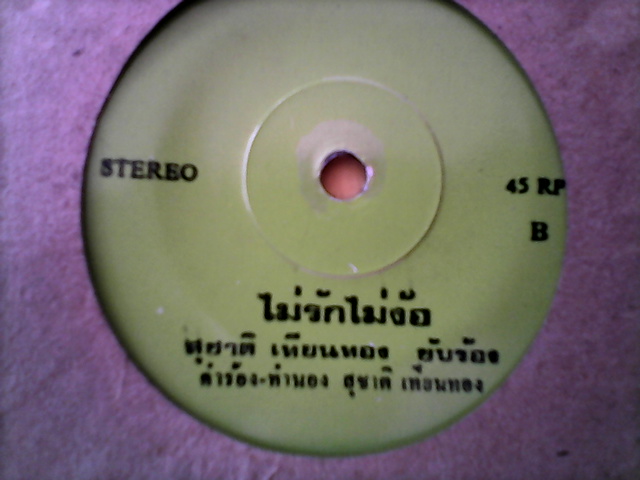 STEREO
45 RP
B
ไม่รักไม่ง้อ
สุชาติ เทียนทอง ขับร้อง
คำร้อง-ทำนอง สุชาติ เทียนทอง